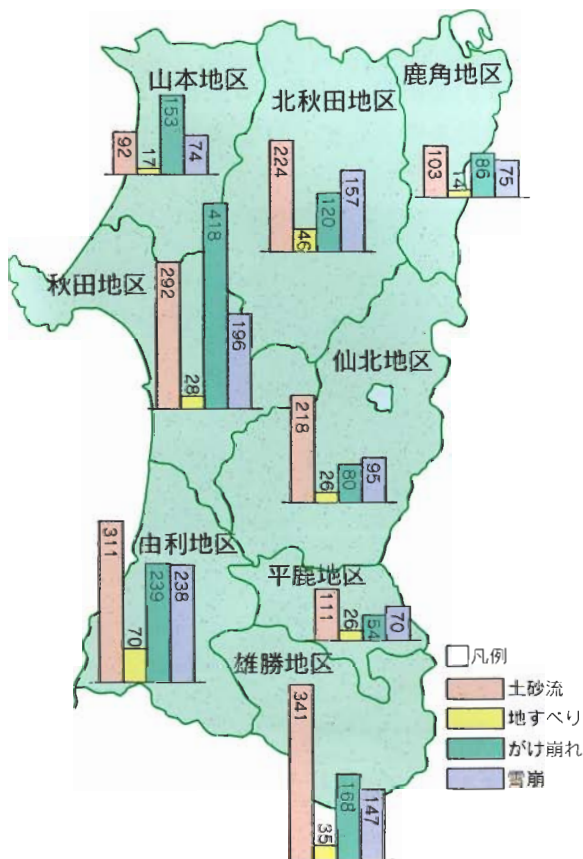 山本地区
92
17
153
74
北秋田地区
224
46
120
157
鹿角地区
103
14
86
75
秋田地区
292
28
418
196
仙北地区
218
26
80
95
由利地区
311
70
239
238
平鹿地区
111
26
54
70
雄勝地区
341
35
168
147
凡例
土砂流
地すべり
がけ崩れ
雪崩